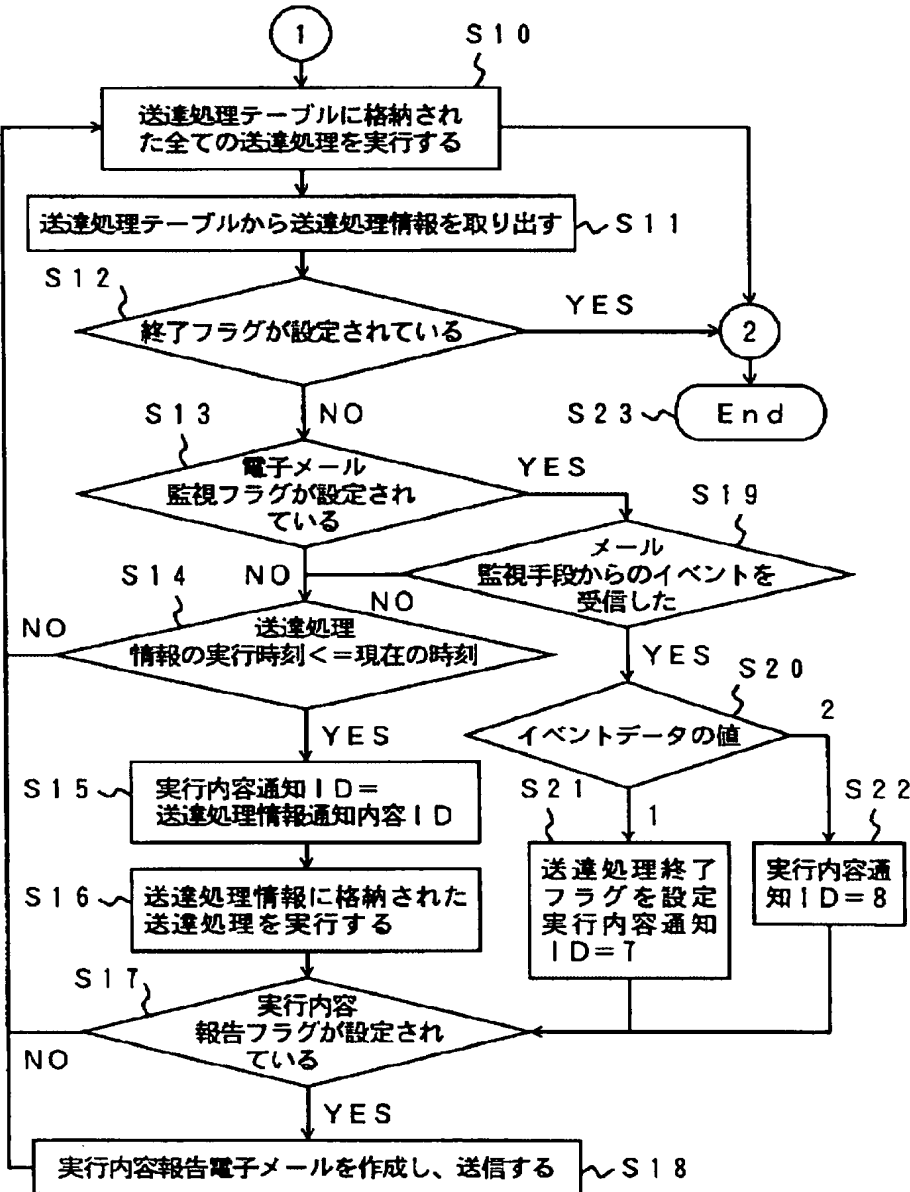 1
S10
送達処理テーブルに格納され
た全ての送達処理を実行する
送達処理テーブルから送達処理情報を取り出す
S11
S12
終了フラグが設定されている
YES
2
NO
S23
End
S13
電子メール
監視フラグが設定され
ている
YES
S19
メール
監視手段からのイベントを
受信した
NO
NO
S14
NO
送達処理
情報の実行時刻<=現在の時刻
YES
S20
イベントデータの値
2
YES
S15
実行内容通知ID=
送達処理情報通知内容ID
S21
1
S22
送達処理終了
フラグを設定
実行内容通知
ID=7
実行内容通
知ID=8
S16
送達処理情報に格納された
送達処理を実行する
S17
実行内容
報告フラグが設定され
ている
NO
YES
実行内容報告電子メールを作成し、送信する
S18